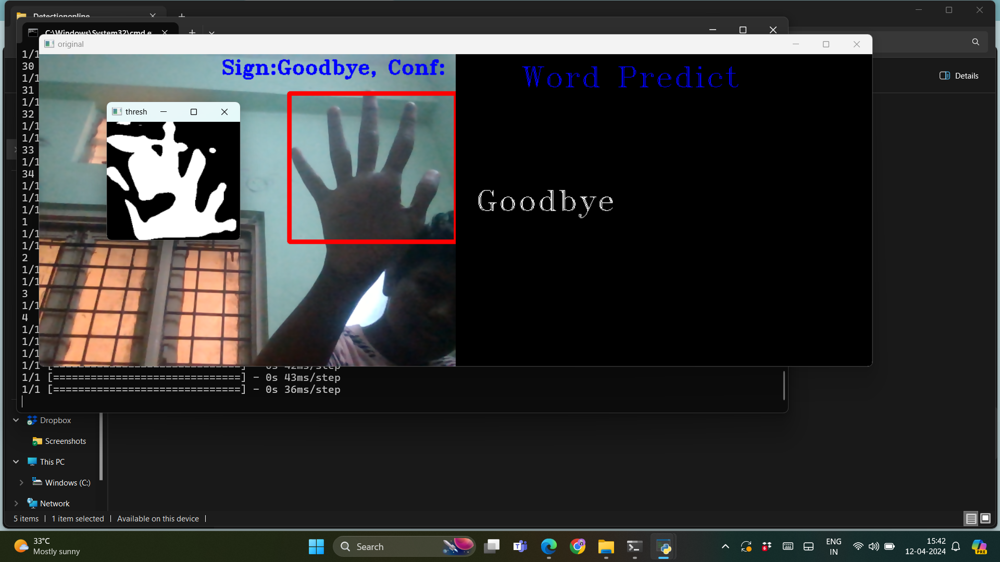 Detectiononline
C:\Windows\System32\cmd.e
original
1/1
30
1/1
31
1/1
32
1/1
1/1
33
1/1
34
1/1
1/1
1/1
1
1/1
1/1
2
1/1
1/1
3
1/1
4
1/1
1/1
1/1
Sign:Goodbye, Conf:
Word Predict
thresh
Goodbye
Details
1/1 [==============================] - 0s 42ms/step
1/1 [==============================] - 0s 43ms/step
1/1 [==============================] - 0s 36ms/step
Dropbox
Screenshots
This PC
Windows (C:)
Network
5 items | 1 item selected | Available on this device |
33°C
Mostly sunny
Search
6
ENG
IN
15:42
12-04-2024
PRE